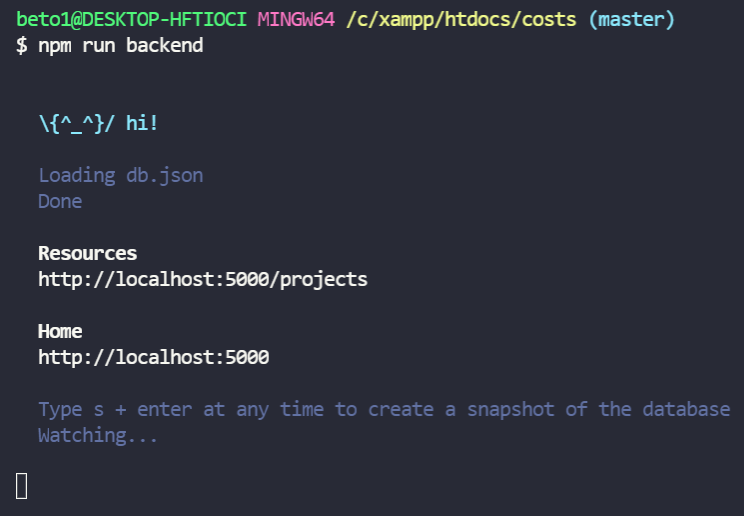 beto1@DESKTOP-HFTIOCI MINGW64 /c/xampp/htdocs/costs (master)
$ npm run backend
\{^_^}/ hi!
Loading db.json
Done
Resources
http://localhost:5000/projects
Home
http://localhost:5000
Type s + enter at any time to create a snapshot of the database
Watching...